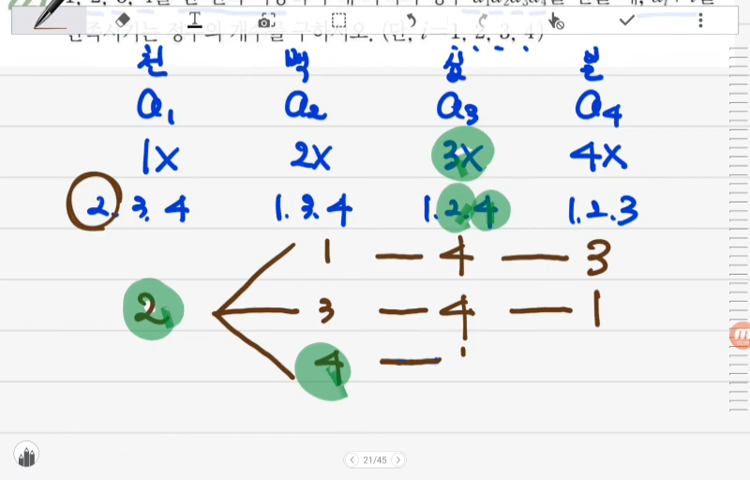 천 백 십 일
a₁ a₂ a₃ a₄
1X 2X 3X 4X
2. 3, 4 1. 3. 4 1. 2. 4 1. 2. 3
1 — 4 — 3
2 3 — 4 — 1
4 —
21/45